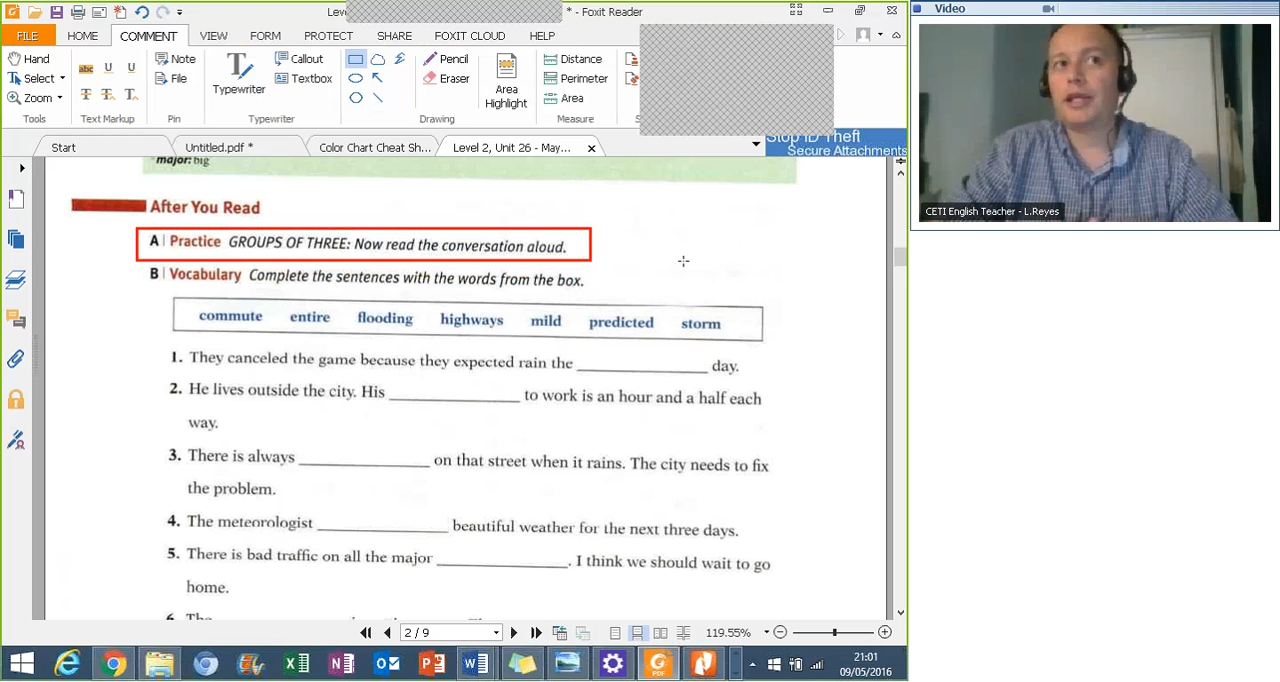 Leve
* - Foxit Reader
Video
FILE HOME COMMENT VIEW FORM PROTECT SHARE FOXIT CLOUD HELP
Hand
Select
Zoom
Tools
abc U U
T T T
Text Markup
Note
File
Pin
Typewriter
Callout
Textbox
Typewriter
Pencil
Eraser
Area
Highlight
Drawing
Distance
Perimeter
Area
Measure
S
Start Untitled.pdf * Color Chart Cheat Sh... Level 2, Unit 26 - May...
Stop ID Theft
Secure Attachments
CETI English Teacher - L.Reyes
*major: big
After You Read
A | Practice GROUPS OF THREE: Now read the conversation aloud.
B | Vocabulary Complete the sentences with the words from the box.
commute entire flooding highways mild predicted storm
1. They canceled the game because they expected rain the ____________ day.
2. He lives outside the city. His ____________ to work is an hour and a half each
way.
3. There is always ____________ on that street when it rains. The city needs to fix
the problem.
4. The meteorologist ____________ beautiful weather for the next three days.
5. There is bad traffic on all the major ____________. I think we should wait to go
home.
6. The
2 / 9
119.55%
PDF
21:01
09/05/2016